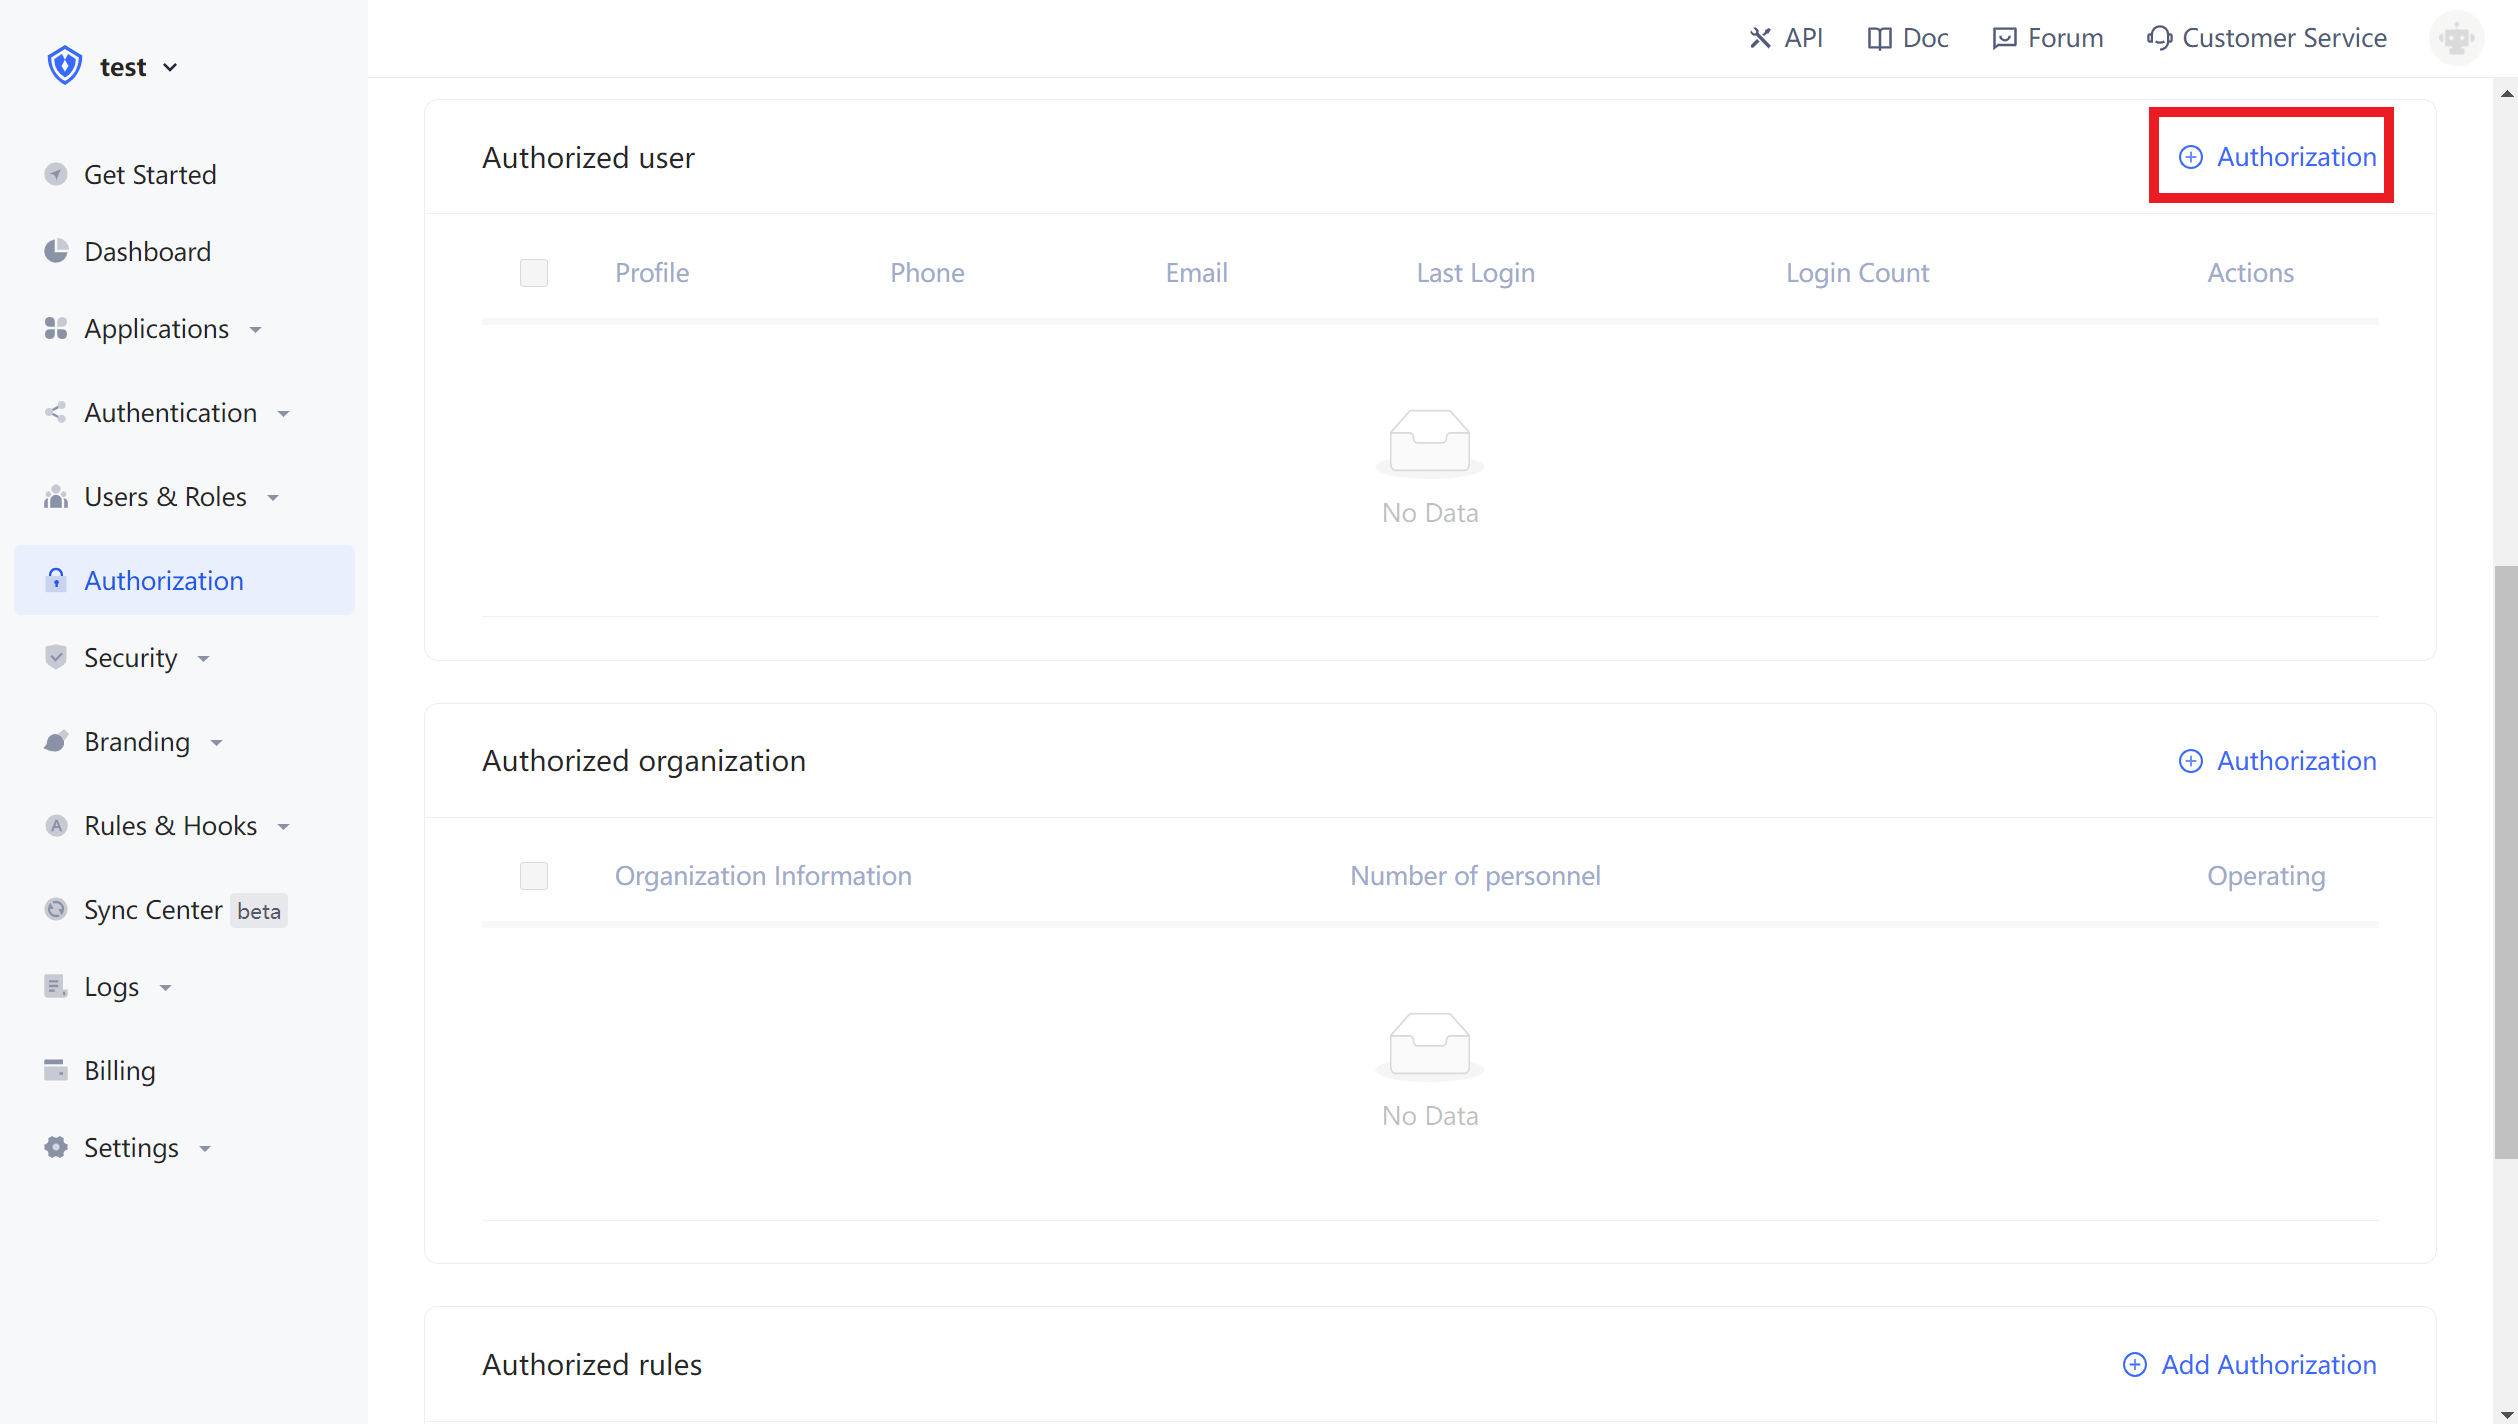 test
API
Doc
Forum
Customer Service
Get Started
Dashboard
Applications
Authentication
Users & Roles
Authorization
Security
Branding
Rules & Hooks
Sync Center beta
Logs
Billing
Settings
Authorized user
Authorization
Profile
Phone
Email
Last Login
Login Count
Actions
No Data
Authorized organization
Authorization
Organization Information
Number of personnel
Operating
No Data
Authorized rules
Add Authorization